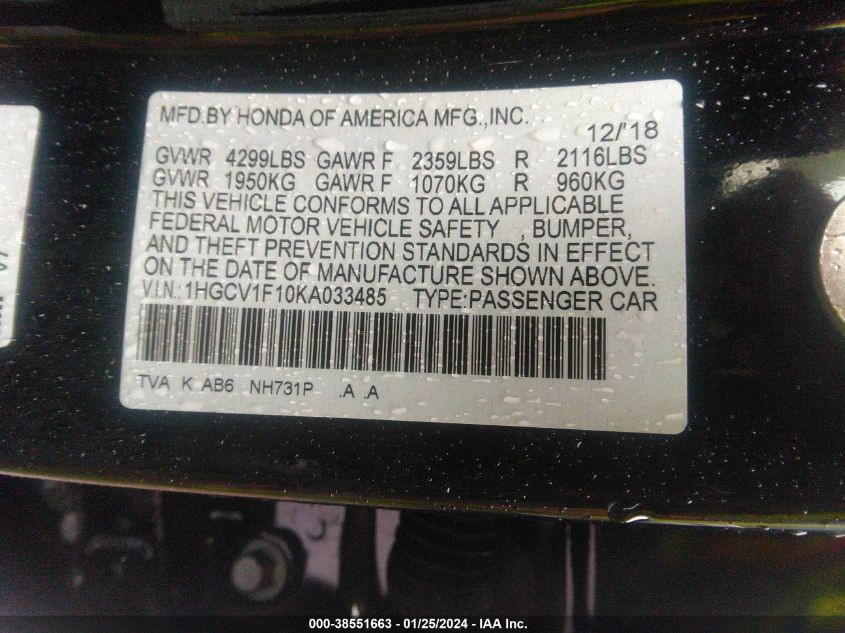 MFD.BY HONDA OF AMERICA MFG.,INC.
12/'18
GVWR 4299LBS GAWR F 2359LBS R 2116LBS
GVWR 1950KG GAWR F 1070KG R 960KG
THIS VEHICLE CONFORMS TO ALL APPLICABLE
FEDERAL MOTOR VEHICLE SAFETY , BUMPER,
AND THEFT PREVENTION STANDARDS IN EFFECT
ON THE DATE OF MANUFACTURE SHOWN ABOVE.
V.I.N.:1HGCV1F10KA033485 TYPE:PASSENGER CAR
TVA K AB6 NH731P .A .A
000-38551663 - 01/25/2024 - IAA Inc.